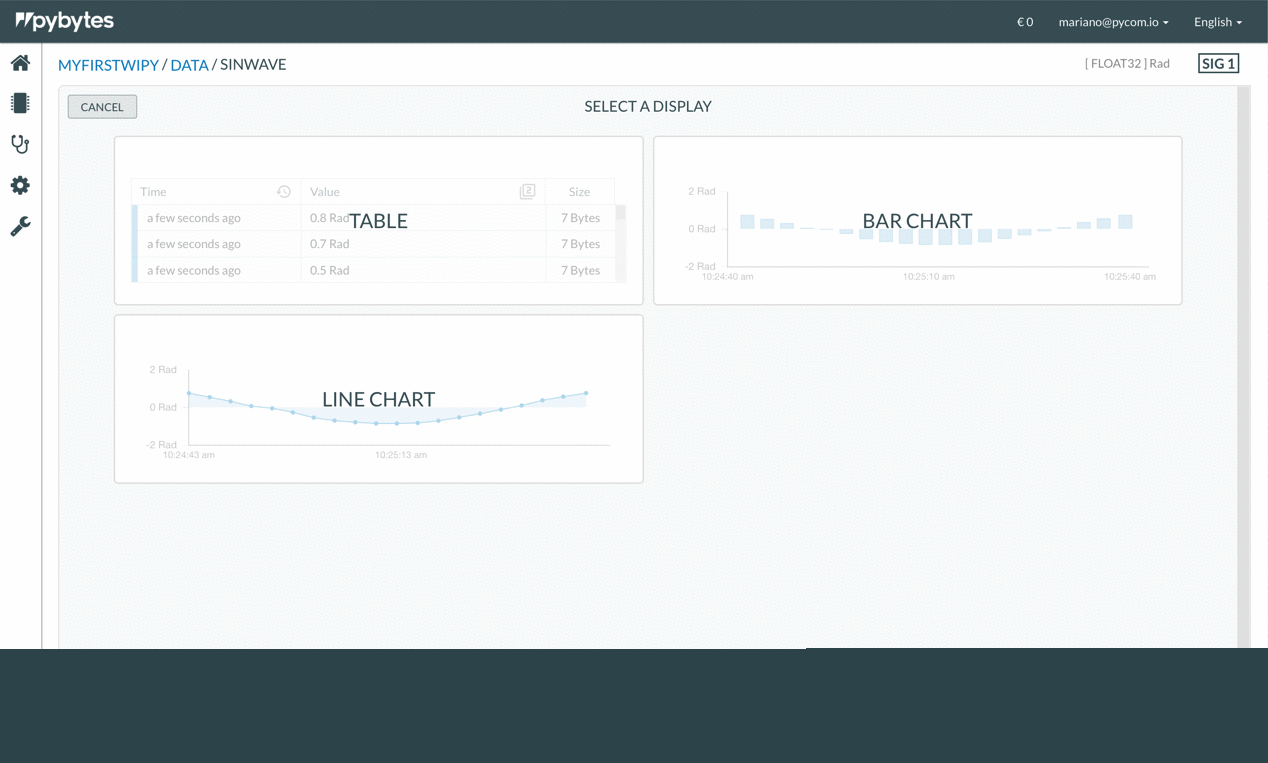 pybytes € 0 mariano@pycom.io English
MYFIRSTWIPY / DATA / SINWAVE [ FLOAT32 ] Rad SIG 1
CANCEL SELECT A DISPLAY
Time Value 2 Size
a few seconds ago 0.8 Rad 7 Bytes
a few seconds ago 0.7 Rad 7 Bytes
a few seconds ago 0.5 Rad 7 Bytes
TABLE
2 Rad
0 Rad
-2 Rad
10:24:40 am 10:25:10 am 10:25:40 am
BAR CHART
2 Rad
0 Rad
-2 Rad
10:24:43 am 10:25:13 am
LINE CHART